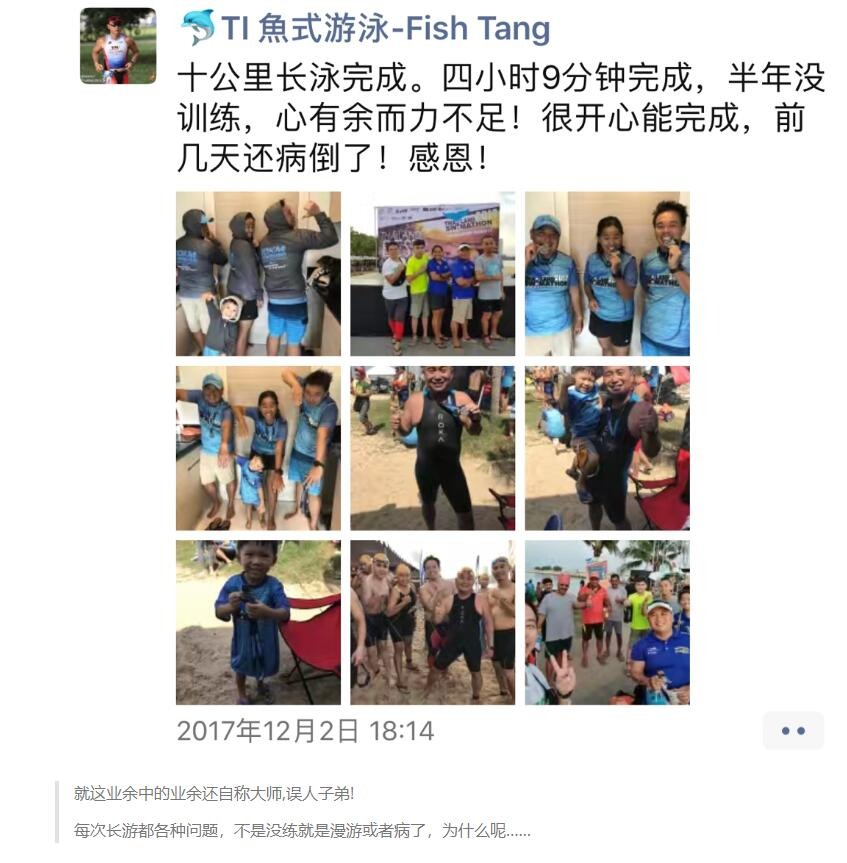 TI 魚式游泳-Fish Tang
十公里长泳完成。四小时9分钟完成，半年没
训练，心有余而力不足！很开心能完成，前
几天还病倒了！感恩！
10KM
THAILAND
SWIMATHON
ROKA
2017年12月2日 18:14
就这业余中的业余还自称大师,误人子弟!
每次长游都各种问题，不是没练就是漫游或者病了，为什么呢......